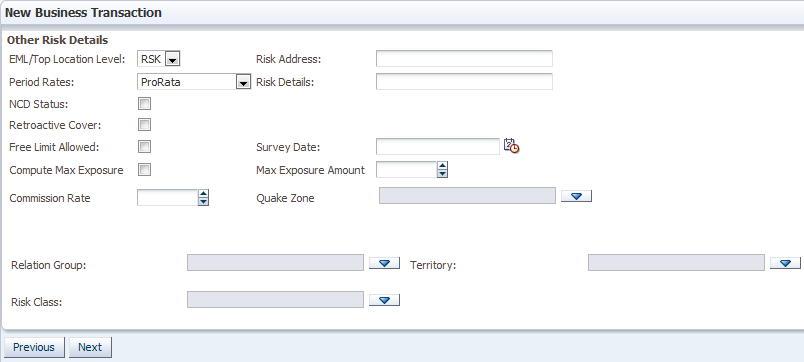 New Business Transaction
Other Risk Details
EML/Top Location Level: RSK Risk Address:
Period Rates: ProRata Risk Details:
NCD Status:
Retroactive Cover:
Free Limit Allowed: Survey Date:
Compute Max Exposure Max Exposure Amount
Commission Rate Quake Zone
Relation Group: Territory:
Risk Class:
Previous Next